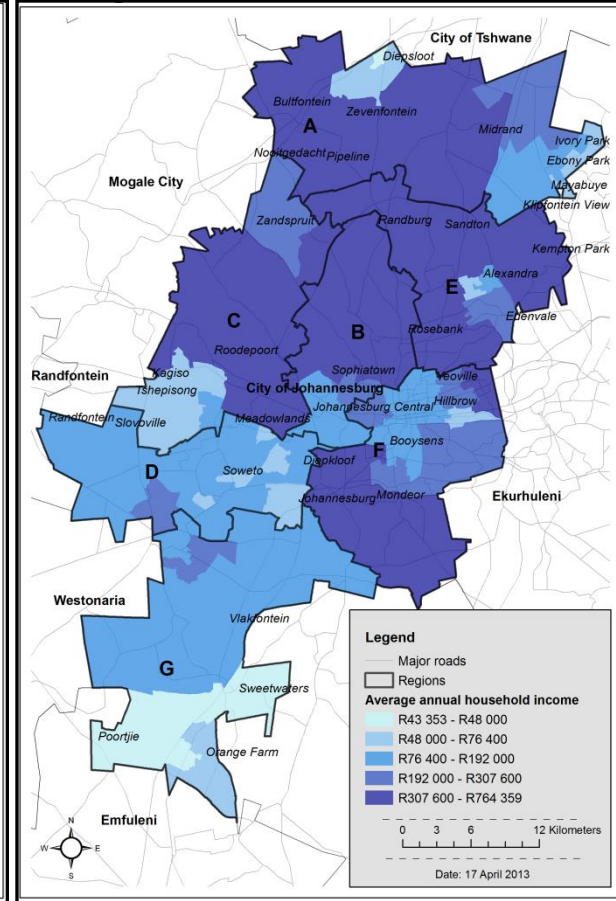 City of Tshwane
Diepsloot
Bultfontein
Zevenfontein
A
Midrand
Ivory Park
Nooitgedacht
Pipeline
Ebony Park
Mogale City
Mayabuye
Klipfontein View
Zandspruit
Randburg
Sandton
Kempton Park
Alexandra
E
C
B
Edenvale
Rosebank
Roodepoort
Sophiatown
Randfontein
Kagiso
Yeoville
Tshepisong
City of Johannesburg
Hillbrow
Randfontein
Slovoville
Meadowlands
Johannesburg Central
Booysens
D
Soweto
Diepkloof
F
Johannesburg
Mondeor
Ekurhuleni
Westonaria
Vlakfontein
G
Sweetwaters
Poortjie
Orange Farm
Emfuleni
N
W
E
S
Legend
Major roads
Regions
Average annual household income
R43 353 - R48 000
R48 000 - R76 400
R76 400 - R192 000
R192 000 - R307 600
R307 600 - R764 359
0 3 6 12 Kilometers
Date: 17 April 2013